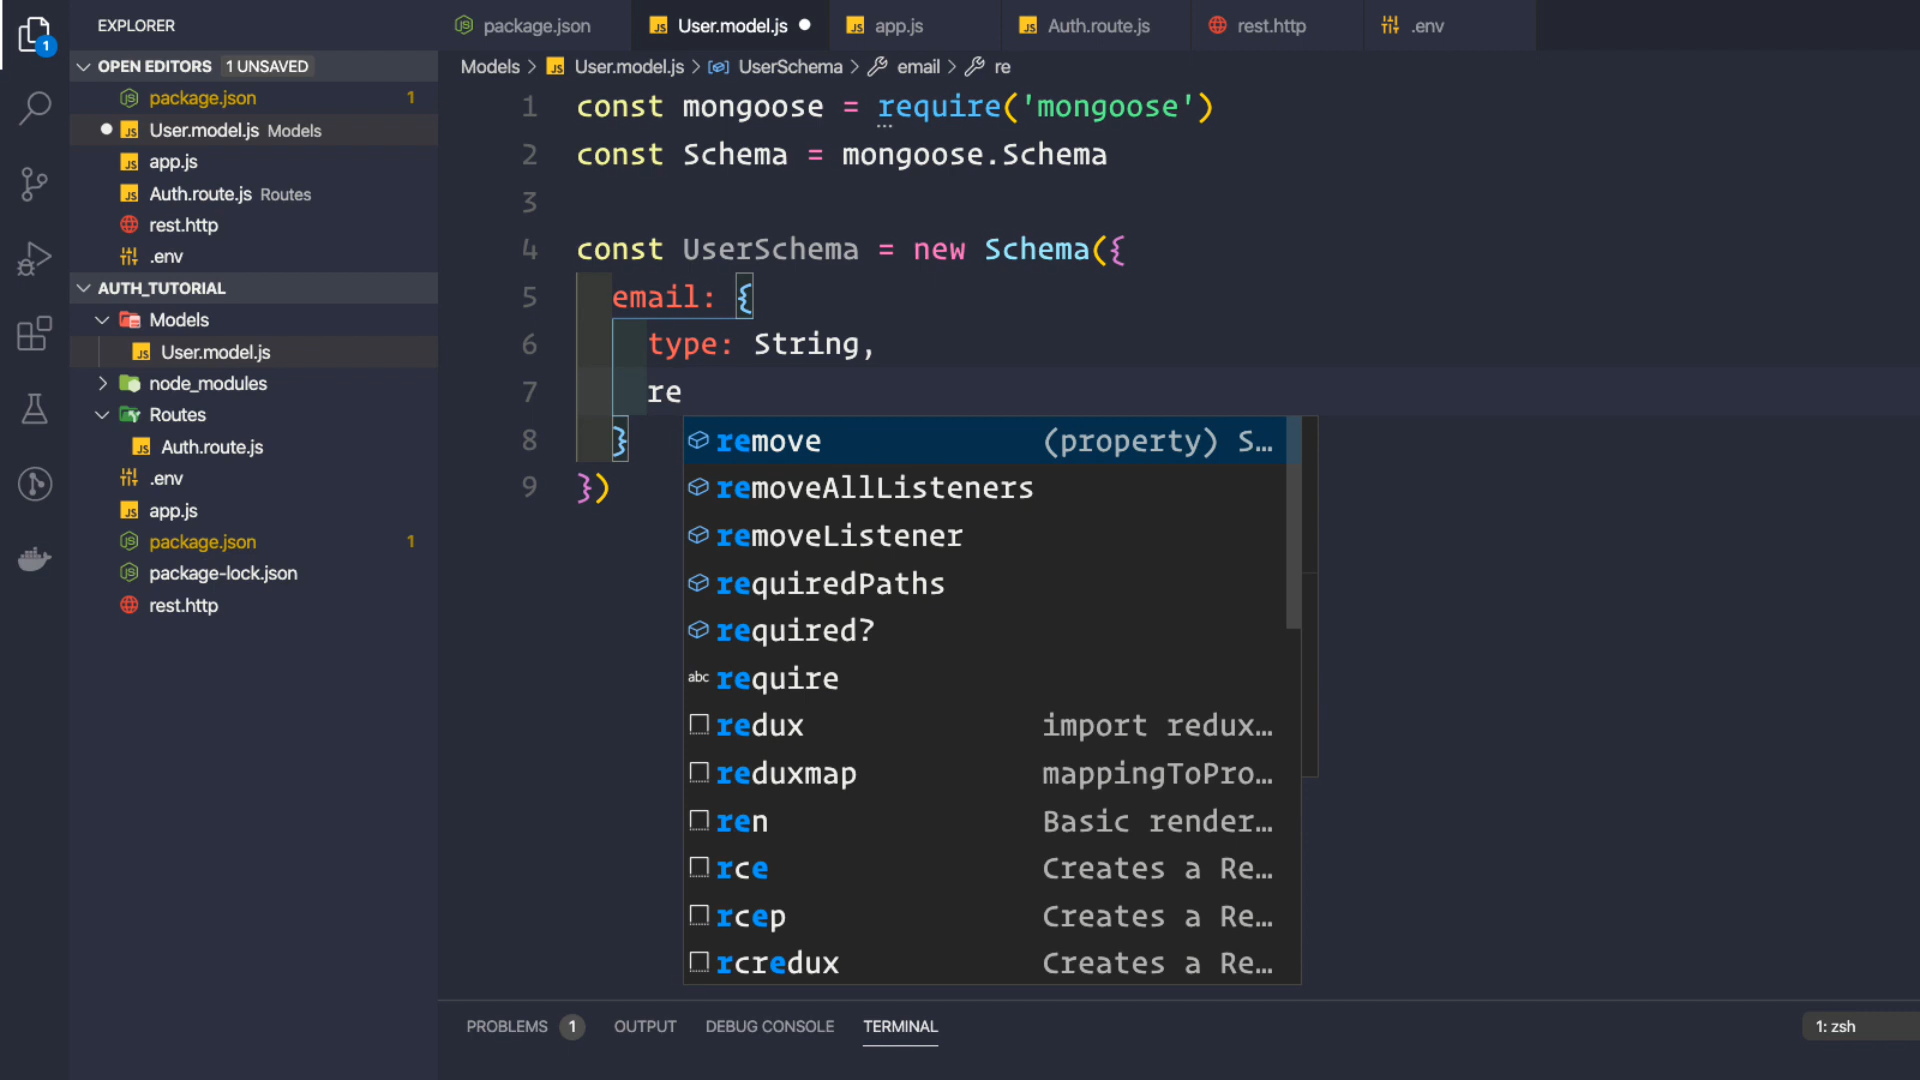 EXPLORER
1
OPEN EDITORS 1 UNSAVED
package.json 1
User.model.js Models
app.js
Auth.route.js Routes
rest.http
.env
AUTH_TUTORIAL
Models
User.model.js
node_modules
Routes
Auth.route.js
.env
app.js
package.json 1
package-lock.json
rest.http
package.json User.model.js app.js Auth.route.js rest.http .env
Models > User.model.js > UserSchema > email > re
1 const mongoose = require('mongoose')
2 const Schema = mongoose.Schema
3
4 const UserSchema = new Schema({
5 email: {
6 type: String,
7 re
8 }
9 })
remove (property) S…
removeAllListeners
removeListener
requiredPaths
required?
abc require
redux import redux…
reduxmap mappingToPro…
ren Basic render…
rce Creates a Re…
rcep Creates a Re…
rcredux Creates a Re…
PROBLEMS 1 OUTPUT DEBUG CONSOLE TERMINAL 1: zsh